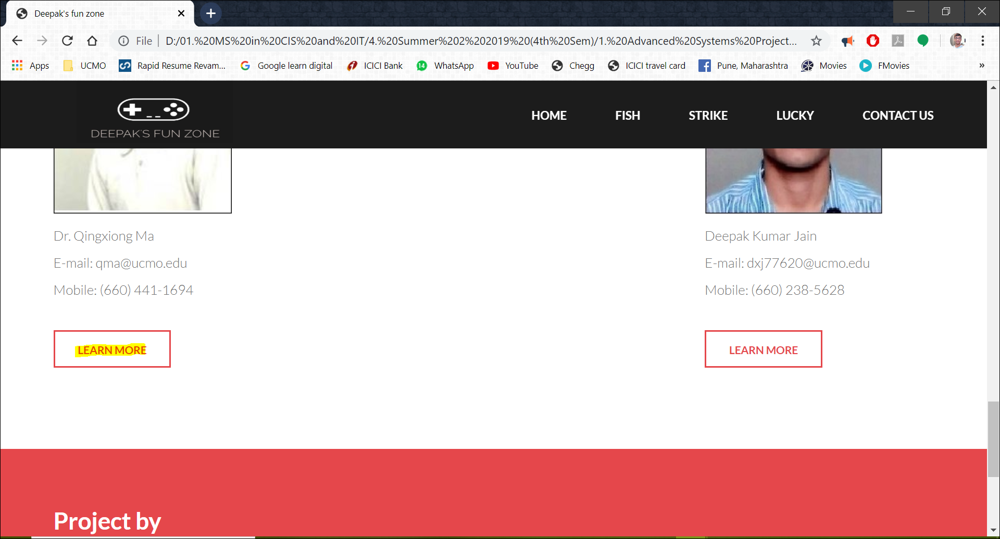 Deepak's fun zone
File D:/01.%20MS%20in%20CIS%20and%20IT/4.%20Summer%202%202019%20(4th%20Sem)/1.%20Advanced%20Systems%20Project...
Apps UCMO Rapid Resume Revam... Google learn digital ICICI Bank 14 WhatsApp YouTube Chegg ICICI travel card Pune, Maharashtra Movies FMovies »
DEEPAK'S FUN ZONE
HOME FISH STRIKE LUCKY CONTACT US
Dr. Qingxiong Ma
E-mail: qma@ucmo.edu
Mobile: (660) 441-1694
LEARN MORE
Deepak Kumar Jain
E-mail: dxj77620@ucmo.edu
Mobile: (660) 238-5628
LEARN MORE
Project by